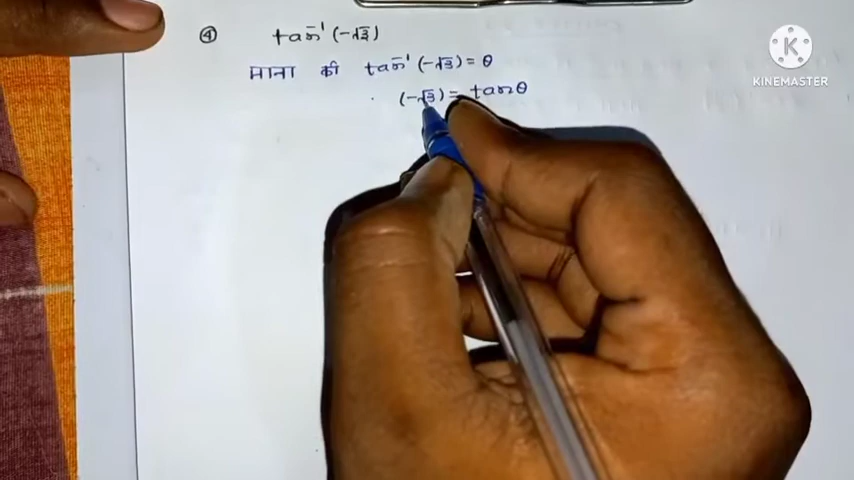 ④ tan⁻¹(-√3)
माना की tan⁻¹(-√3) = θ
(-√3) = tanθ
K
KINEMASTER